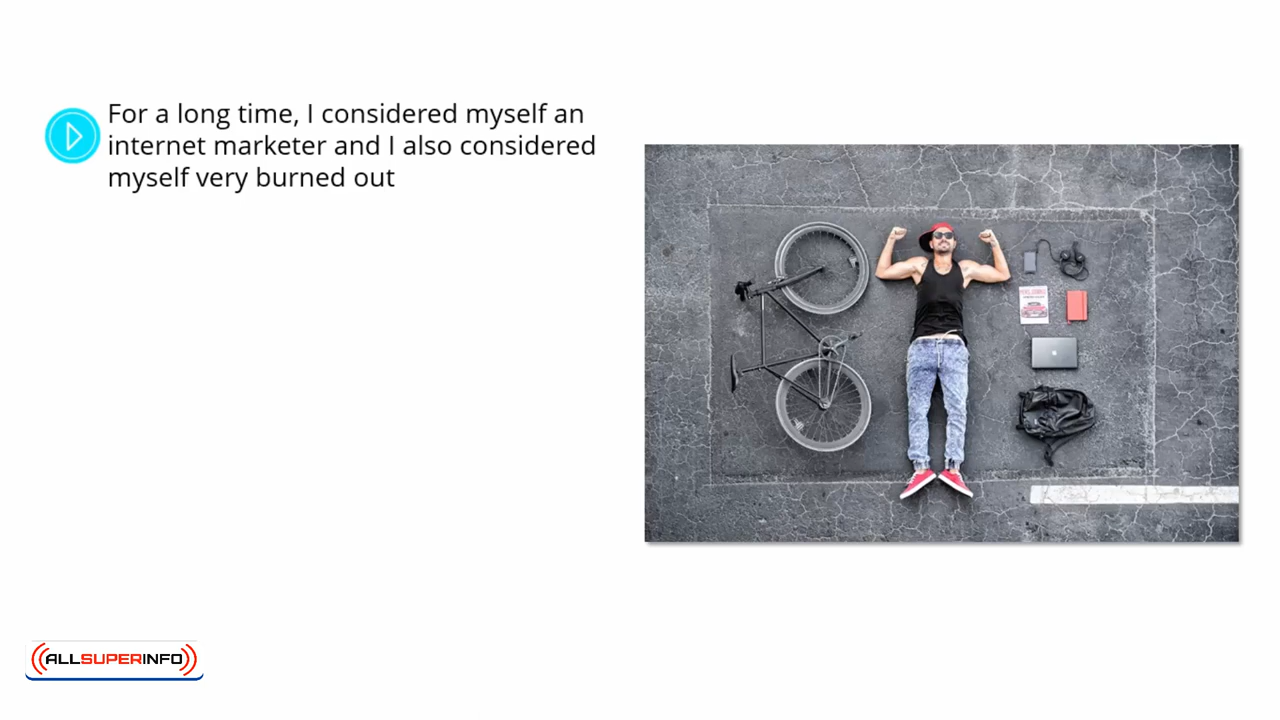 For a long time, I considered myself an
internet marketer and I also considered
myself very burned out
ALLSUPERINFO